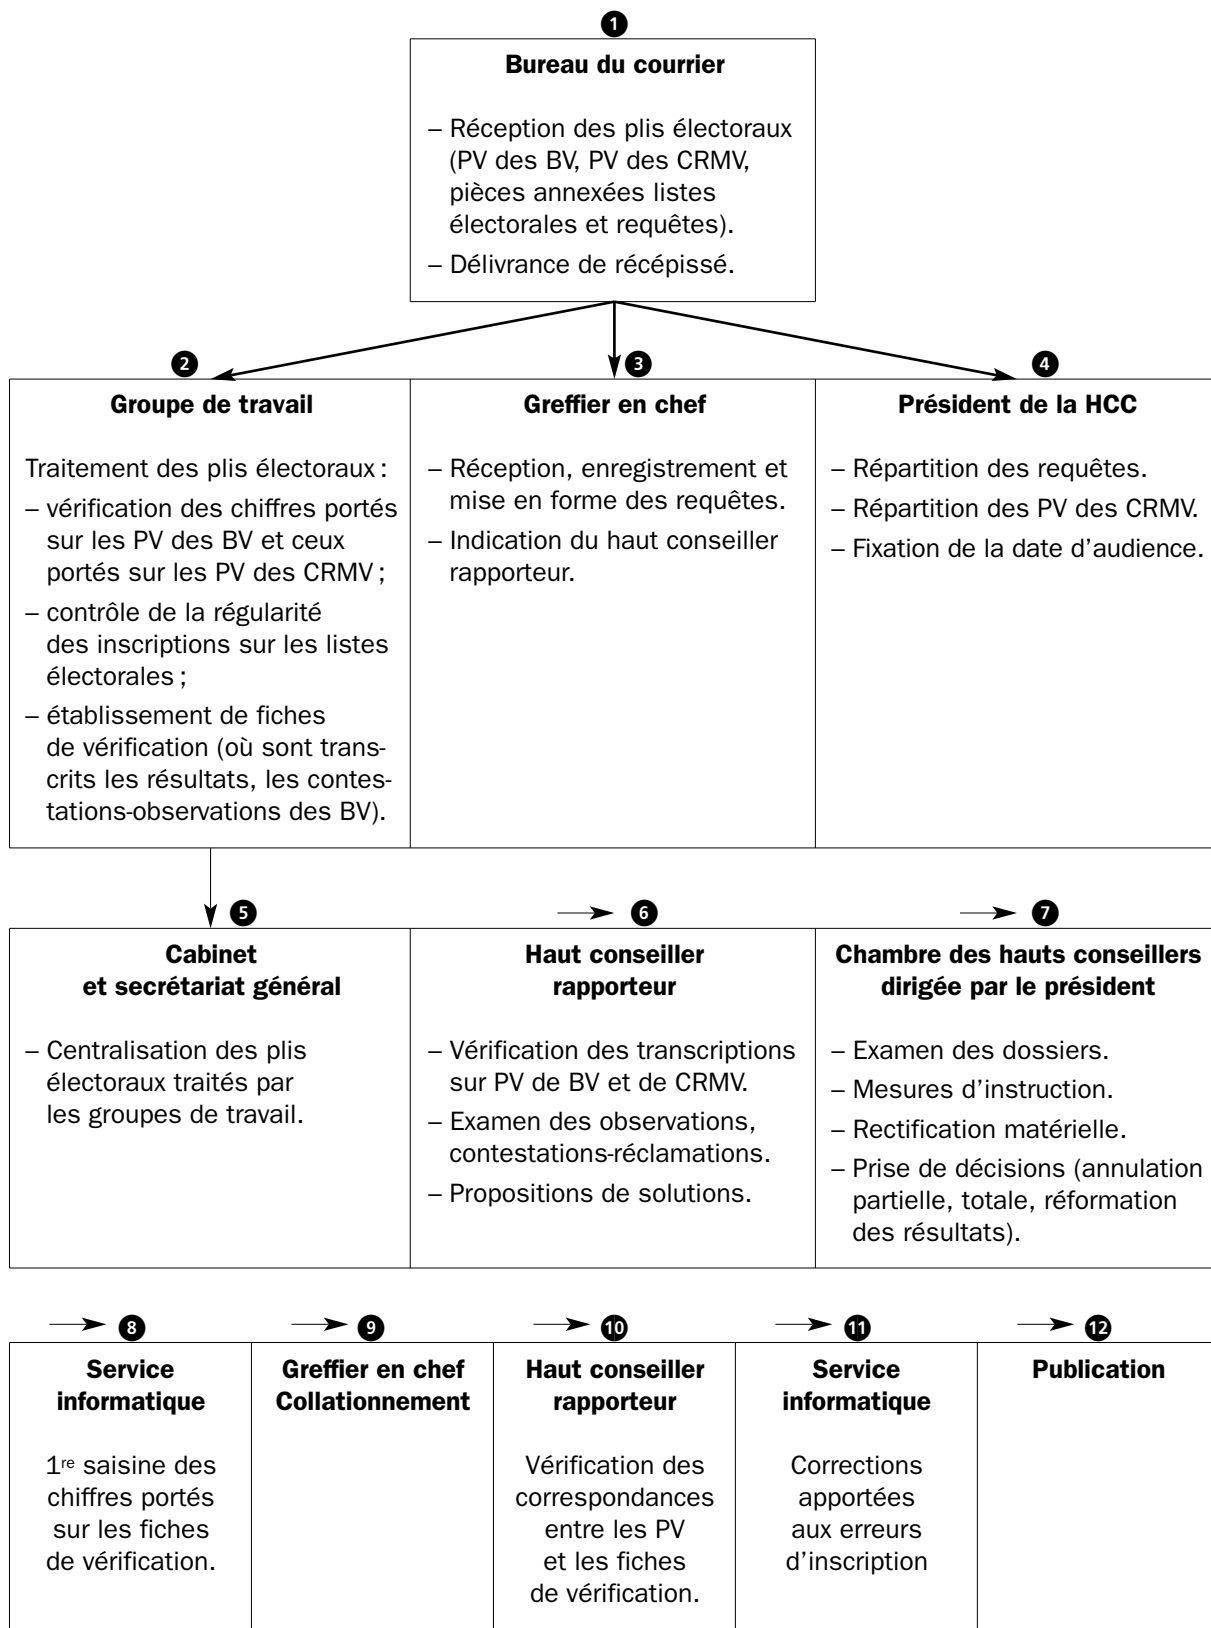 1
Bureau du courrier
– Réception des plis électoraux
(PV des BV, PV des CRMV,
pièces annexées listes
électorales et requêtes).
– Délivrance de récépissé.
2
Groupe de travail
Traitement des plis électoraux :
– vérification des chiffres portés
sur les PV des BV et ceux
portés sur les PV des CRMV ;
– contrôle de la régularité
des inscriptions sur les listes
électorales ;
– établissement de fiches
de vérification (où sont trans-
crits les résultats, les contes-
tations-observations des BV).
3
Greffier en chef
– Réception, enregistrement et
mise en forme des requêtes.
– Indication du haut conseiller
rapporteur.
4
Président de la HCC
– Répartition des requêtes.
– Répartition des PV des CRMV.
– Fixation de la date d’audience.
5
Cabinet
et secrétariat général
– Centralisation des plis
électoraux traités par
les groupes de travail.
6
Haut conseiller
rapporteur
– Vérification des transcriptions
sur PV de BV et de CRMV.
– Examen des observations,
contestations-réclamations.
– Propositions de solutions.
7
Chambre des hauts conseillers
dirigée par le président
– Examen des dossiers.
– Mesures d’instruction.
– Rectification matérielle.
– Prise de décisions (annulation
partielle, totale, réformation
des résultats).
8
Service
informatique
1re saisine des
chiffres portés
sur les fiches
de vérification.
9
Greffier en chef
Collationnement
10
Haut conseiller
rapporteur
Vérification des
correspondances
entre les PV
et les fiches
de vérification.
11
Service
informatique
Corrections
apportées
aux erreurs
d’inscription
12
Publication